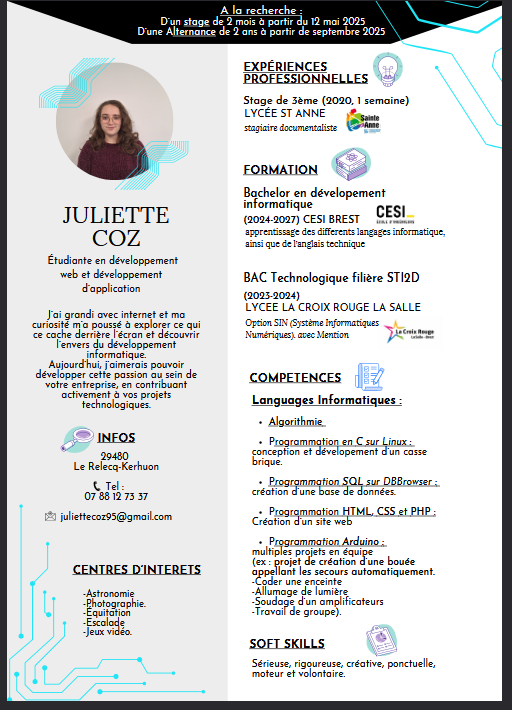 A la recherche :
D'un stage de 2 mois à partir du 12 mai 2025
D'une Alternance de 2 ans à partir de septembre 2025
JULIETTE
COZ
Étudiante en développement
web et développement
d'application
J'ai grandi avec internet et ma
curiosité m'a poussé à explorer ce qui
ce cache derrière l'écran et découvrir
l'envers du développement
informatique.
Aujourd'hui, j'aimerais pouvoir
développer cette passion au sein de
votre entreprise, en contribuant
activement à vos projets
technologiques.
INFOS
29480
Le Relecq-Kerhuon
Tel :
07 88 12 73 37
juliettecoz95@gmail.com
CENTRES D'INTERETS
-Astronomie
-Photographie.
-Équitation
-Escalade
-Jeux vidéo.
EXPÉRIENCES
PROFESSIONNELLES
Stage de 3ème (2020, 1 semaine)
LYCÉE ST ANNE
stagiaire documentaliste
Sainte
Anne
FORMATION
Bachelor en dévelopement
informatique
(2024-2027) CESI BREST
CESI
ÉCOLE D'INGÉNIEURS
apprentissage des differents langages informatique,
ainsi que de l'anglais technique
BAC Technologique filière STI2D
(2023-2024)
LYCEE LA CROIX ROUGE LA SALLE
Option SIN (Système Informatiques
Numériques). avec Mention
La Croix Rouge
La Salle - Brest
COMPETENCES
Languages Informatiques :
• Algorithmie
• Programmation en C sur Linux :
conception et dévelopement d'un casse
brique.
• Programmation SQL sur DBBrowser :
création d'une base de données.
• Programmation HTML, CSS et PHP :
Création d'un site web
• Programation Arduino :
multiples projets en équipe
(ex : projet de création d'une bouée
appellant les secours automatiquement.
-Coder une enceinte
-Allumage de lumière
-Soudage d'un amplificateurs
-Travail de groupe).
SOFT SKILLS
Sérieuse, rigoureuse, créative, ponctuelle,
moteur et volontaire.